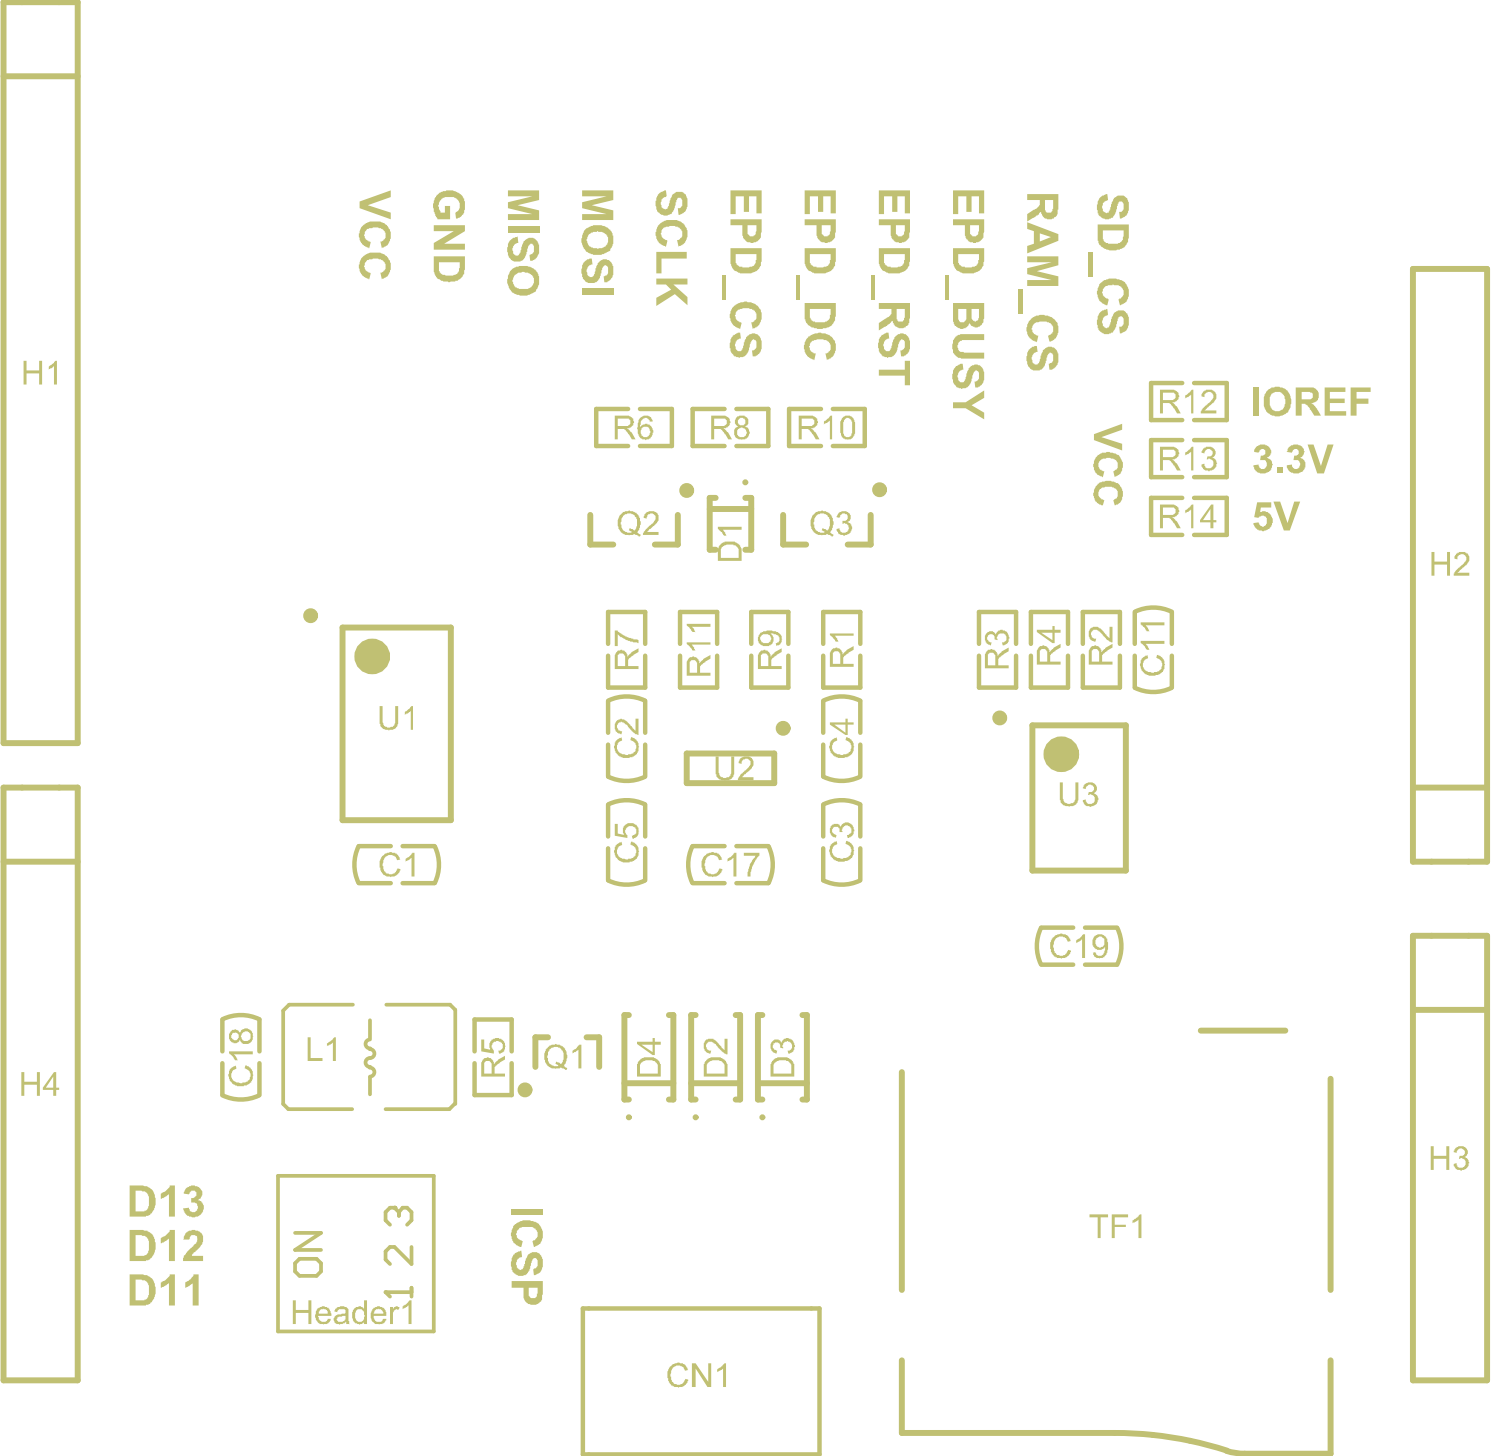 VCC
GND
MISO
MOSI
SCLK
EPD_CS
EPD_DC
EPD_RST
EPD_BUSY
RAM_CS
SD_CS
H1
R6
R8
R10
R12 IOREF
VCC
R13 3.3V
R14 5V
Q2
D1
Q3
H2
R7
R11
R9
R1
R3
R4
R2
C11
U1
C2
U2
C4
U3
C5
C3
C1
C17
C19
C18
L1
R5
Q1
D4
D2
D3
H4
H3
D13
D12
D11
ON
1 2 3
Header1
ICSP
TF1
CN1